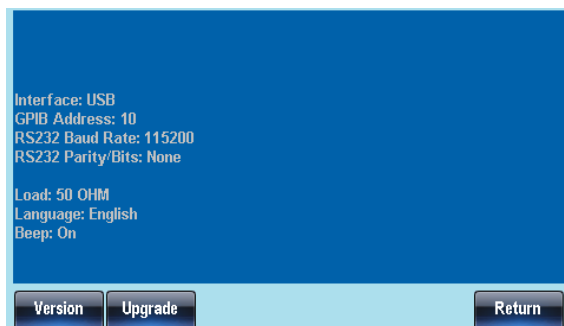 Interface: USB
GPIB Address: 10
RS232 Baud Rate: 115200
RS232 Parity/Bits: None
Load: 50 OHM
Language: English
Beep: On
Version Upgrade Return